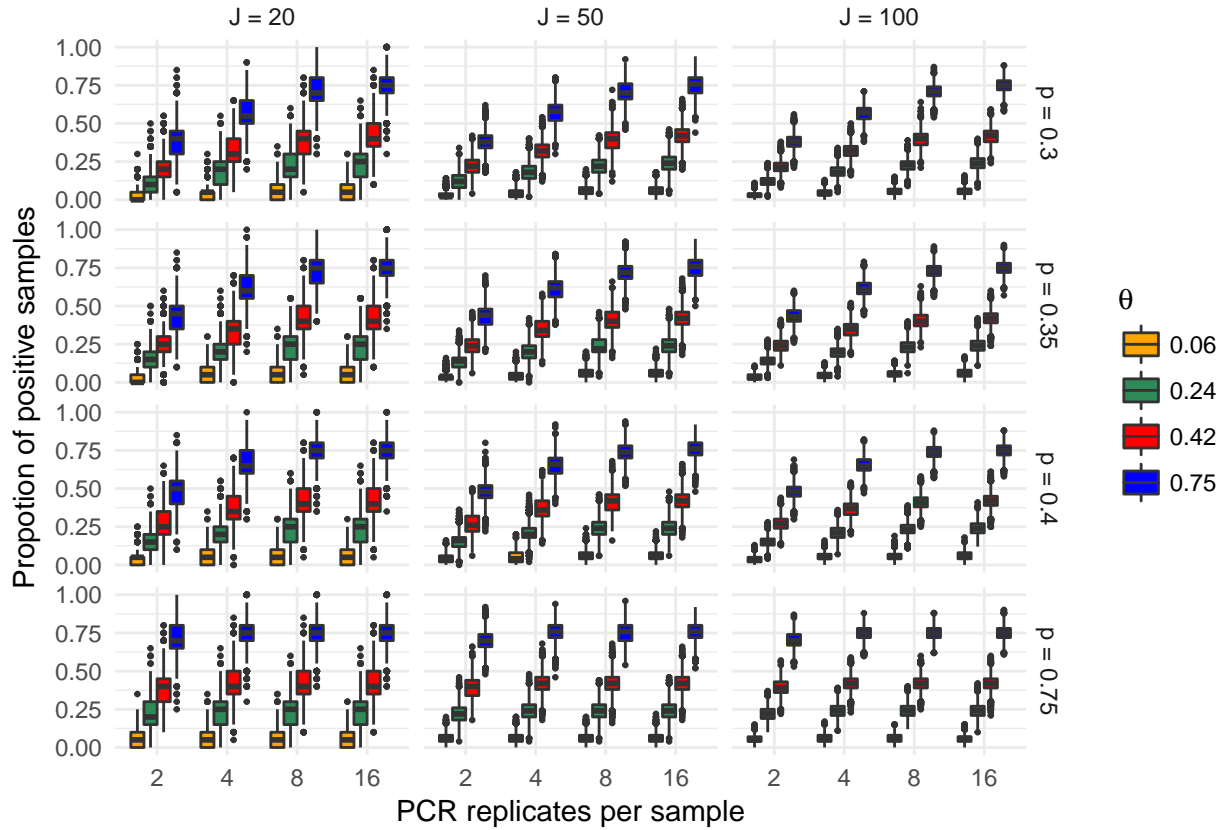 J = 20 J = 50 J = 100
Propotion of positive samples
1.00
0.75
0.50
0.25
0.00
p = 0.3
1.00
0.75
0.50
0.25
0.00
p = 0.35
1.00
0.75
0.50
0.25
0.00
p = 0.4
1.00
0.75
0.50
0.25
0.00
p = 0.75
2 4 8 16 2 4 8 16 2 4 8 16
PCR replicates per sample
θ
0.06
0.24
0.42
0.75